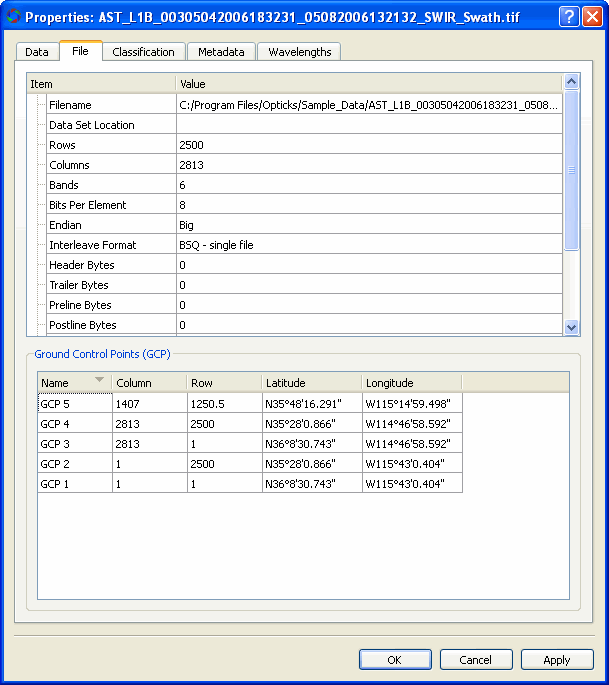 Properties: AST_L1B_00305042006183231_05082006132132_SWIR_Swath.tif
Data File Classification Metadata Wavelengths
Item Value
Filename C:/Program Files/Opticks/Sample_Data/AST_L1B_00305042006183231_0508...
Data Set Location
Rows 2500
Columns 2813
Bands 6
Bits Per Element 8
Endian Big
Interleave Format BSQ - single file
Header Bytes 0
Trailer Bytes 0
Preline Bytes 0
Postline Bytes 0
Ground Control Points (GCP)
Name Column Row Latitude Longitude
GCP 5 1407 1250.5 N35°48'16.291" W115°14'59.498"
GCP 4 2813 2500 N35°28'0.866" W114°46'58.592"
GCP 3 2813 1 N36°8'30.743" W114°46'58.592"
GCP 2 1 2500 N35°28'0.866" W115°43'0.404"
GCP 1 1 1 N36°8'30.743" W115°43'0.404"
OK Cancel Apply